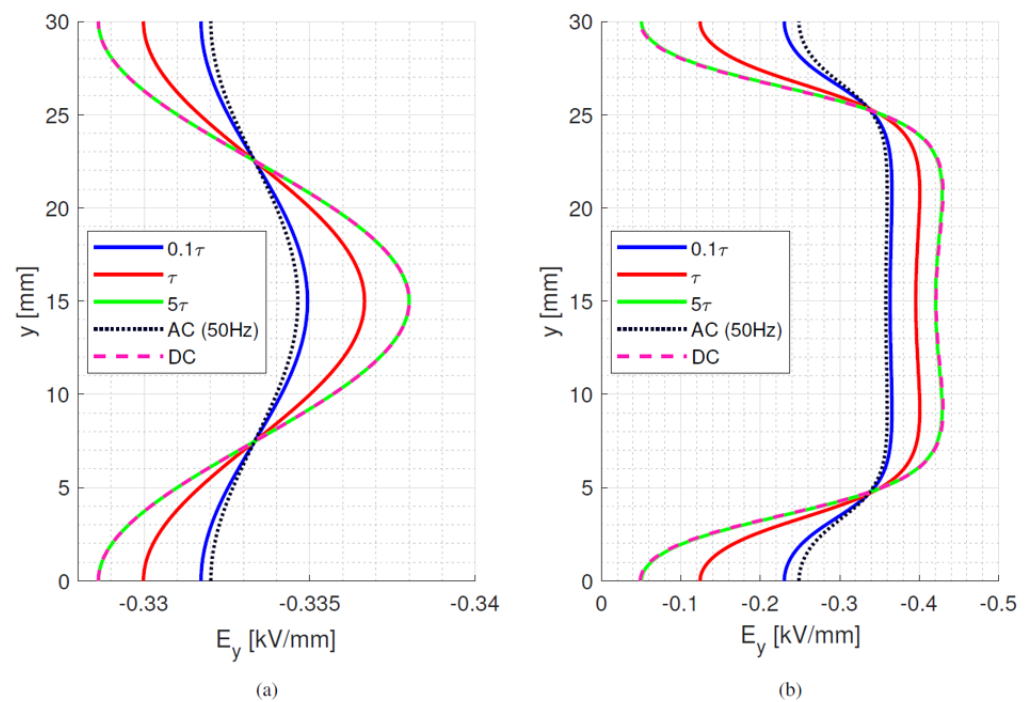 30
25
20
15
10
5
0
y [mm]
0.1τ
τ
5τ
AC (50Hz)
DC
-0.33
-0.335
-0.34
E_y [kV/mm]
(a)
30
25
20
15
10
5
0
y [mm]
0.1τ
τ
5τ
AC (50Hz)
DC
0
-0.1
-0.2
-0.3
-0.4
-0.5
E_y [kV/mm]
(b)